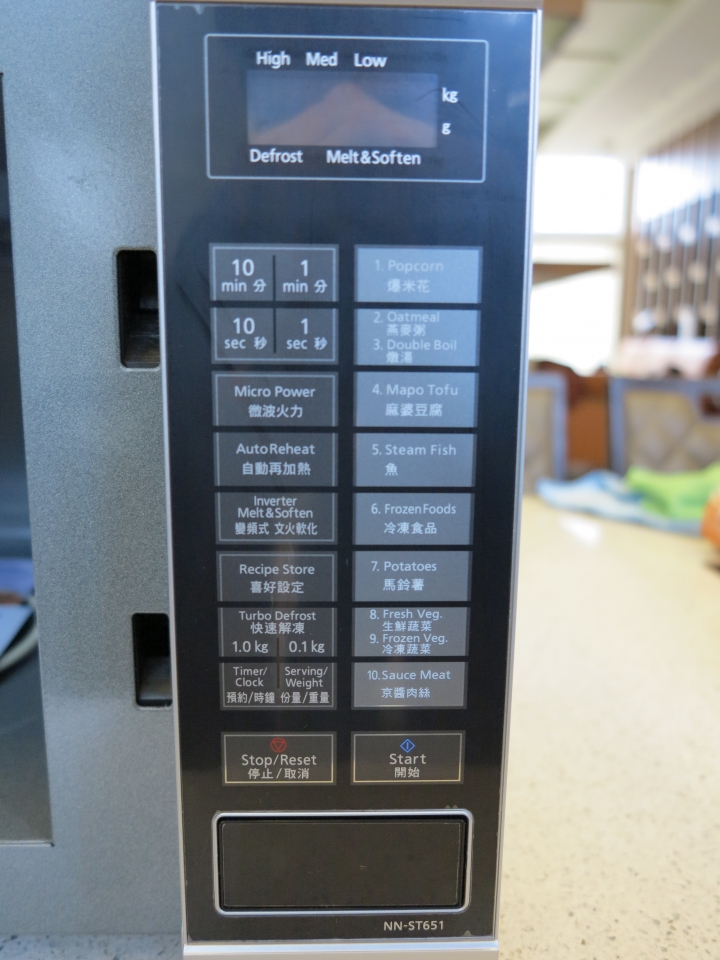 High Med Low
kg
g
Defrost Melt&Soften
10 min 分
1 min 分
10 sec 秒
1 sec 秒
Micro Power
微波火力
Auto Reheat
自動再加熱
Inverter
Melt&Soften
變頻式 文火軟化
Recipe Store
喜好設定
Turbo Defrost
快速解凍
1.0 kg 0.1 kg
Timer/
Clock
預約/時鐘
Serving/
Weight
份量/重量
1. Popcorn
爆米花
2. Oatmeal
燕麥粥
3. Double Boil
燉湯
4. Mapo Tofu
麻婆豆腐
5. Steam Fish
魚
6. Frozen Foods
冷凍食品
7. Potatoes
馬鈴薯
8. Fresh Veg.
生鮮蔬菜
9. Frozen Veg.
冷凍蔬菜
10. Sauce Meat
京醬肉絲
Stop/Reset
停止/取消
Start
開始
NN-ST651